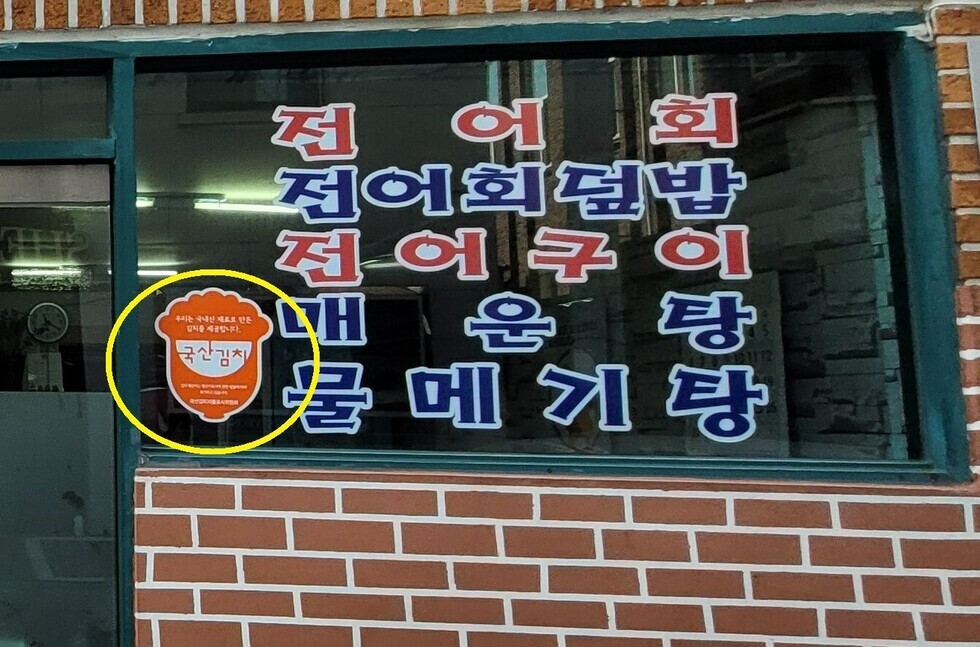 전어회
전어회덮밥
전어구이
매운탕
물메기탕
우리는 국내산 재료로 만든
김치를 제공합니다.
국산김치